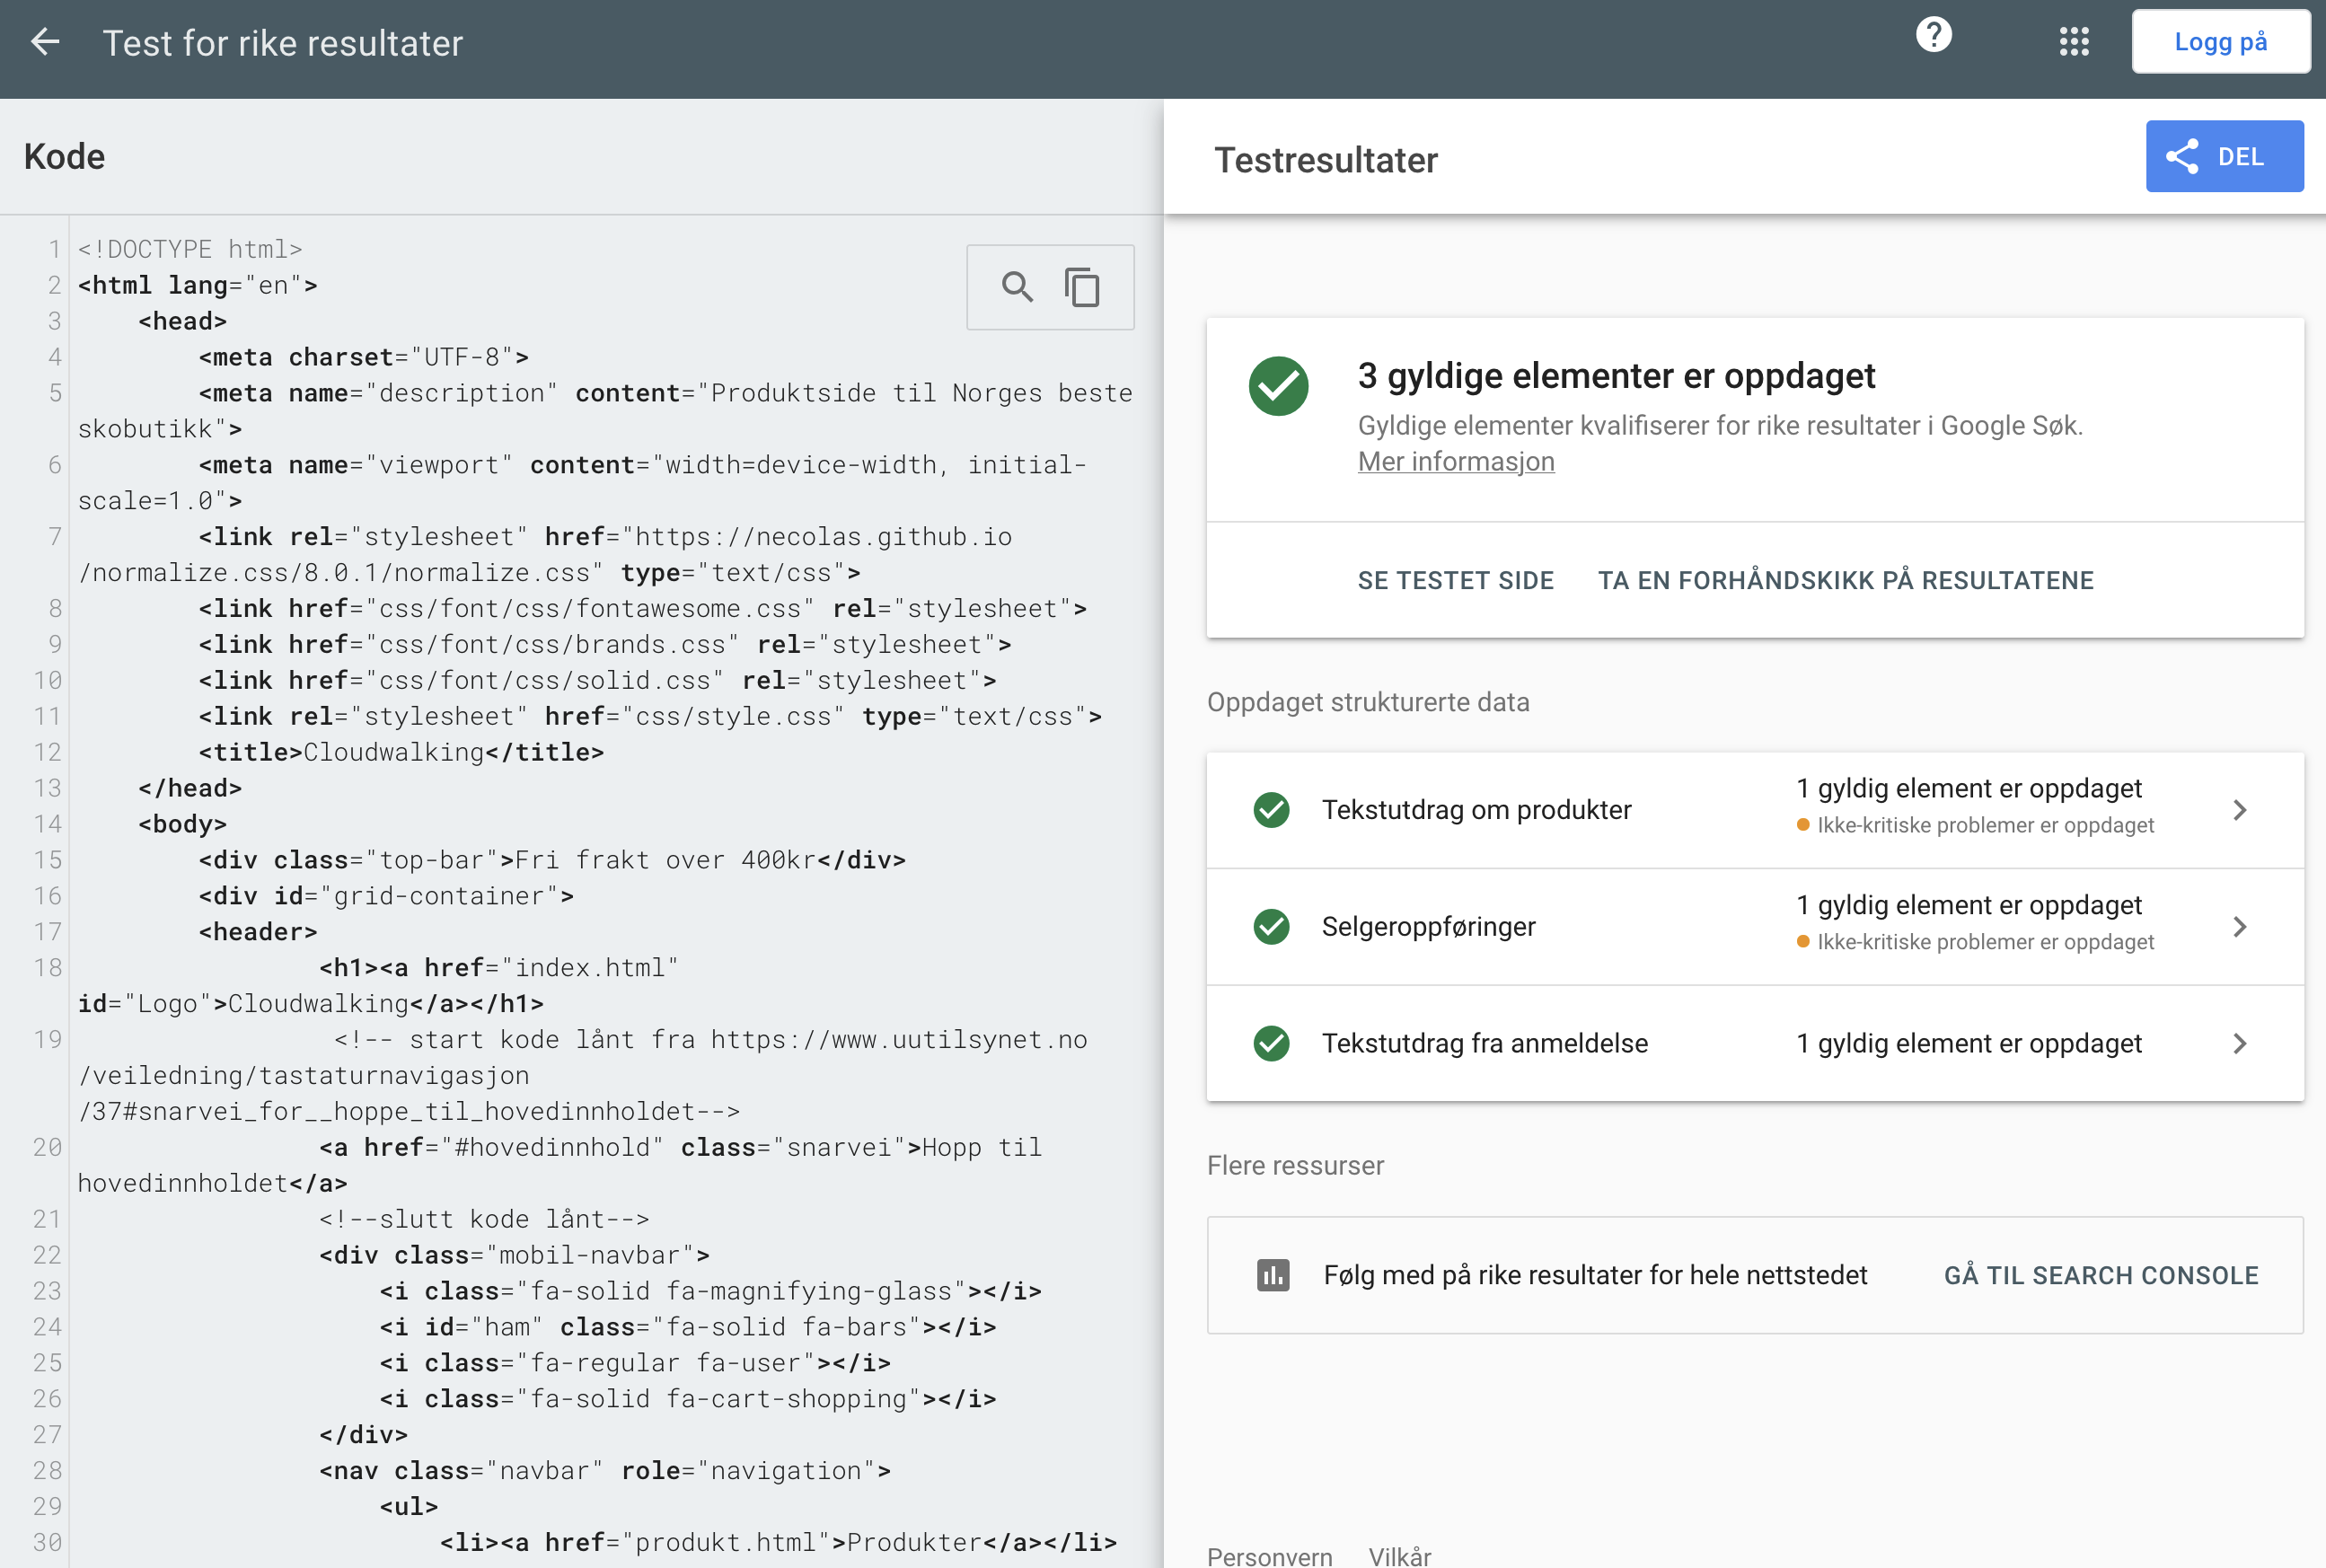 Test for rike resultater
?
Logg på
Kode
1 <!DOCTYPE html>
2 <html lang="en">
3 <head>
4 <meta charset="UTF-8">
5 <meta name="description" content="Produktside til Norges beste
skobutikk">
6 <meta name="viewport" content="width=device-width, initial-
scale=1.0">
7 <link rel="stylesheet" href="https://necolas.github.io
/normalize.css/8.0.1/normalize.css" type="text/css">
8 <link href="css/font/css/fontawesome.css" rel="stylesheet">
9 <link href="css/font/css/brands.css" rel="stylesheet">
10 <link href="css/font/css/solid.css" rel="stylesheet">
11 <link rel="stylesheet" href="css/style.css" type="text/css">
12 <title>Cloudwalking</title>
13 </head>
14 <body>
15 <div class="top-bar">Fri frakt over 400kr</div>
16 <div id="grid-container">
17 <header>
18 <h1><a href="index.html"
id="Logo">Cloudwalking</a></h1>
19 <!-- start kode lånt fra https://www.uutilsynet.no
/veiledning/tastaturnavigasjon
/37#snarvei_for__hoppe_til_hovedinnholdet-->
20 <a href="#hovedinnhold" class="snarvei">Hopp til
hovedinnholdet</a>
21 <!--slutt kode lånt-->
22 <div class="mobil-navbar">
23 <i class="fa-solid fa-magnifying-glass"></i>
24 <i id="ham" class="fa-solid fa-bars"></i>
25 <i class="fa-regular fa-user"></i>
26 <i class="fa-solid fa-cart-shopping"></i>
27 </div>
28 <nav class="navbar" role="navigation">
29 <ul>
30 <li><a href="produkt.html">Produkter</a></li>
Testresultater
DEL
3 gyldige elementer er oppdaget
Gyldige elementer kvalifiserer for rike resultater i Google Søk.
Mer informasjon
SE TESTET SIDE TA EN FORHÅNDSKIKK PÅ RESULTATENE
Oppdaget strukturerte data
Tekstutdrag om produkter
1 gyldig element er oppdaget
Ikke-kritiske problemer er oppdaget
Selgeroppføringer
1 gyldig element er oppdaget
Ikke-kritiske problemer er oppdaget
Tekstutdrag fra anmeldelse
1 gyldig element er oppdaget
Flere ressurser
Følg med på rike resultater for hele nettstedet
GÅ TIL SEARCH CONSOLE
Personvern Vilkår